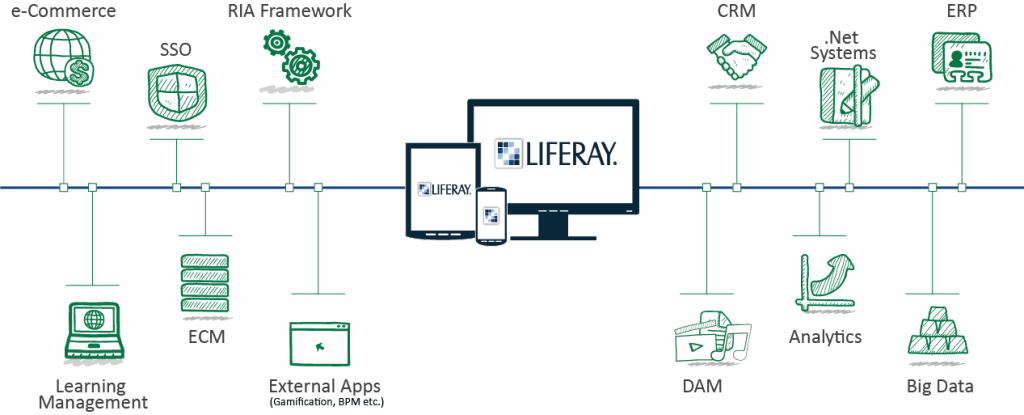 e-Commerce
RIA Framework
CRM
ERP
SSO
.Net
Systems
$
LIFERAY.
LIFERAY.
ECM
Analytics
Learning
Management
External Apps
(Gamification, BPM etc.)
DAM
Big Data